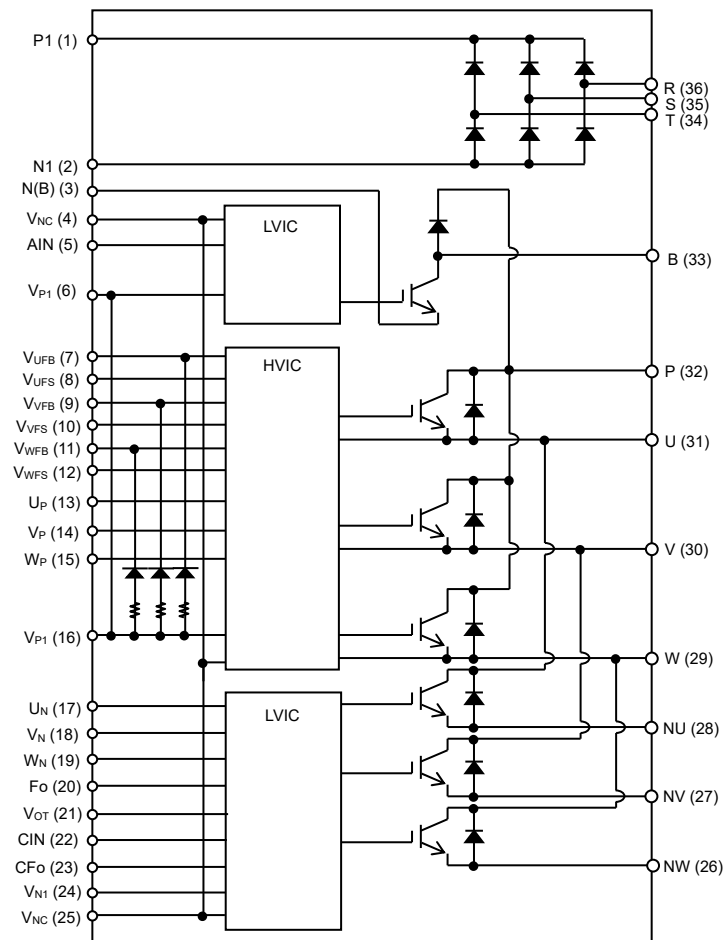 P1 (1)
R (36)
S (35)
T (34)
N1 (2)
N(B) (3)
VNC (4)
AIN (5)
VP1 (6)
LVIC
B (33)
VUFB (7)
VUFS (8)
VVFB (9)
VVFS (10)
VWFB (11)
VWFS (12)
UP (13)
VP (14)
WP (15)
VP1 (16)
HVIC
P (32)
U (31)
V (30)
W (29)
UN (17)
VN (18)
WN (19)
Fo (20)
VOT (21)
CIN (22)
CFo (23)
VN1 (24)
VNC (25)
LVIC
NU (28)
NV (27)
NW (26)